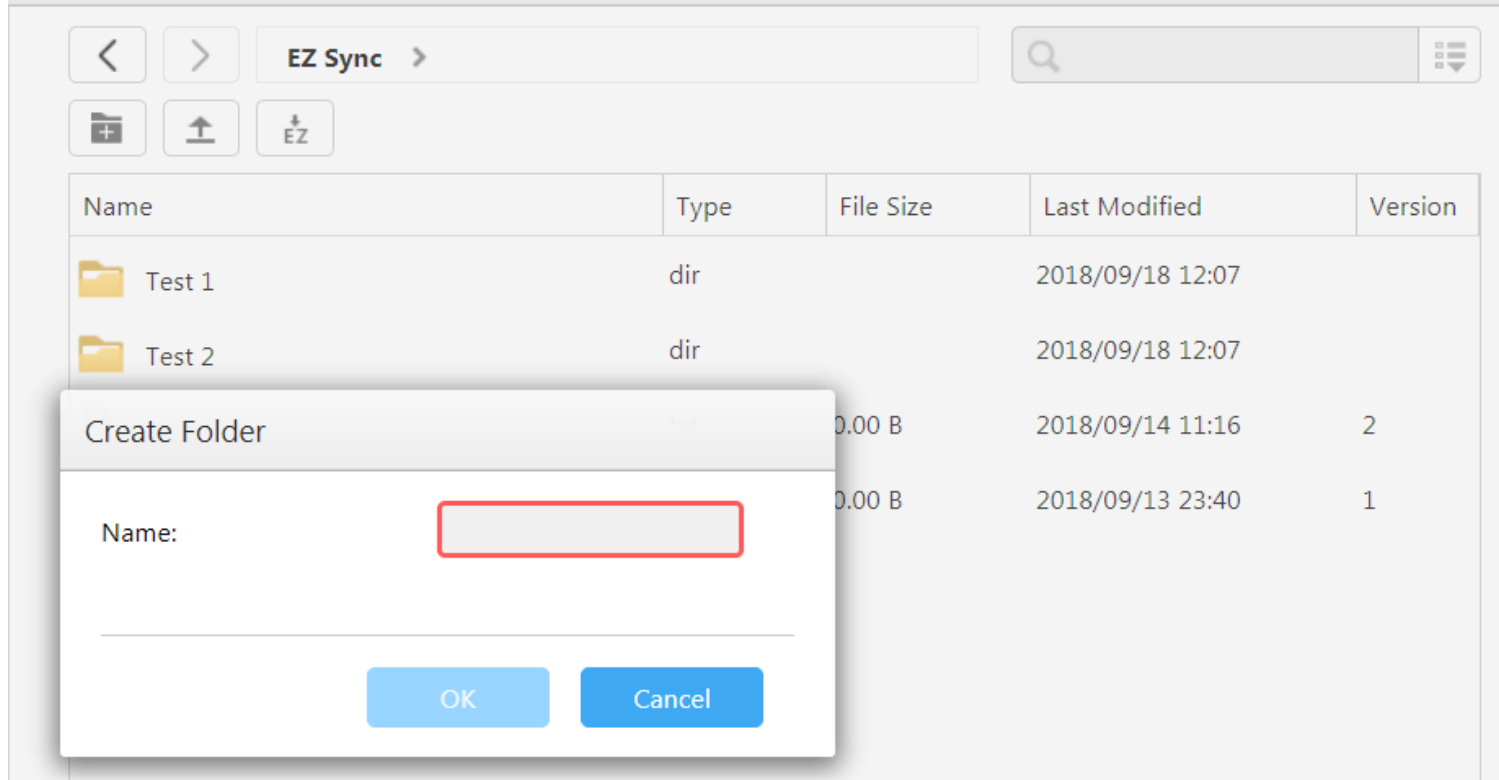 EZ Sync >
EZ
Name Type File Size Last Modified Version
Test 1 dir 2018/09/18 12:07
Test 2 dir 2018/09/18 12:07
0.00 B 2018/09/14 11:16 2
0.00 B 2018/09/13 23:40 1
Create Folder
Name:
OK Cancel